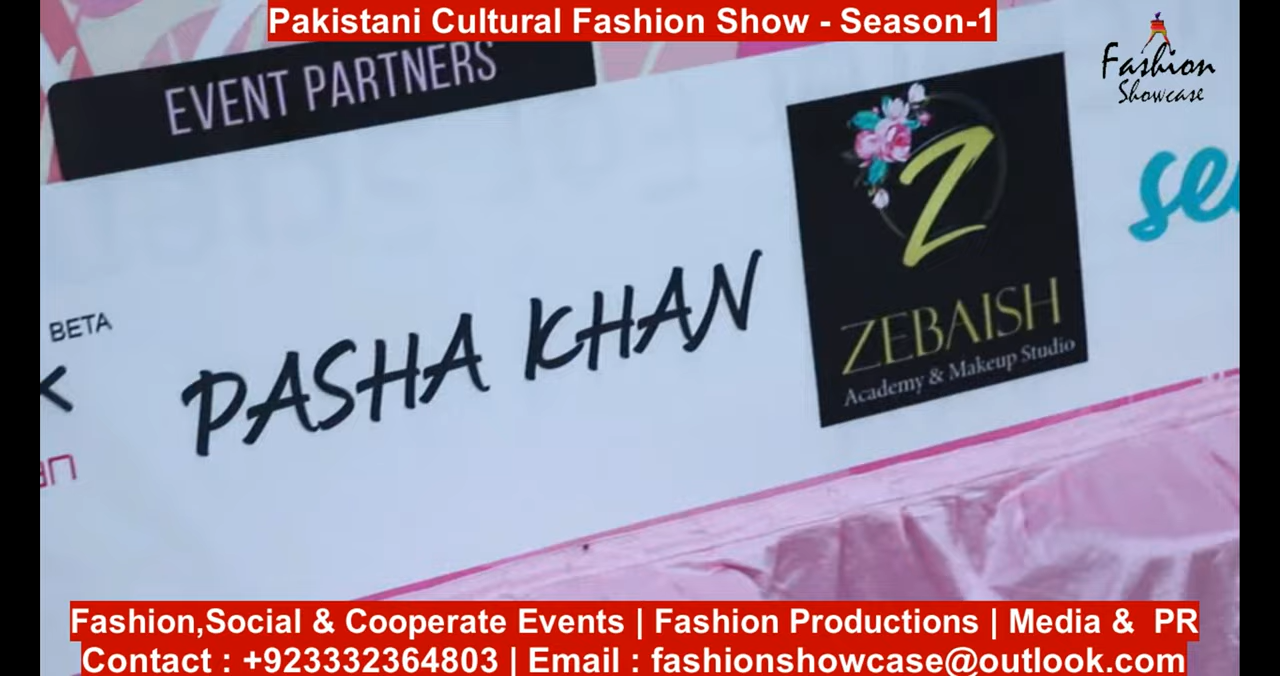 Pakistani Cultural Fashion Show - Season-1
Fashion
Showcase
EVENT PARTNERS
BETA
PASHA KHAN
Z
ZEBAISH
Academy & Makeup Studio
Fashion,Social & Cooperate Events | Fashion Productions | Media & PR
Contact : +923332364803 | Email : fashionshowcase@outlook.com